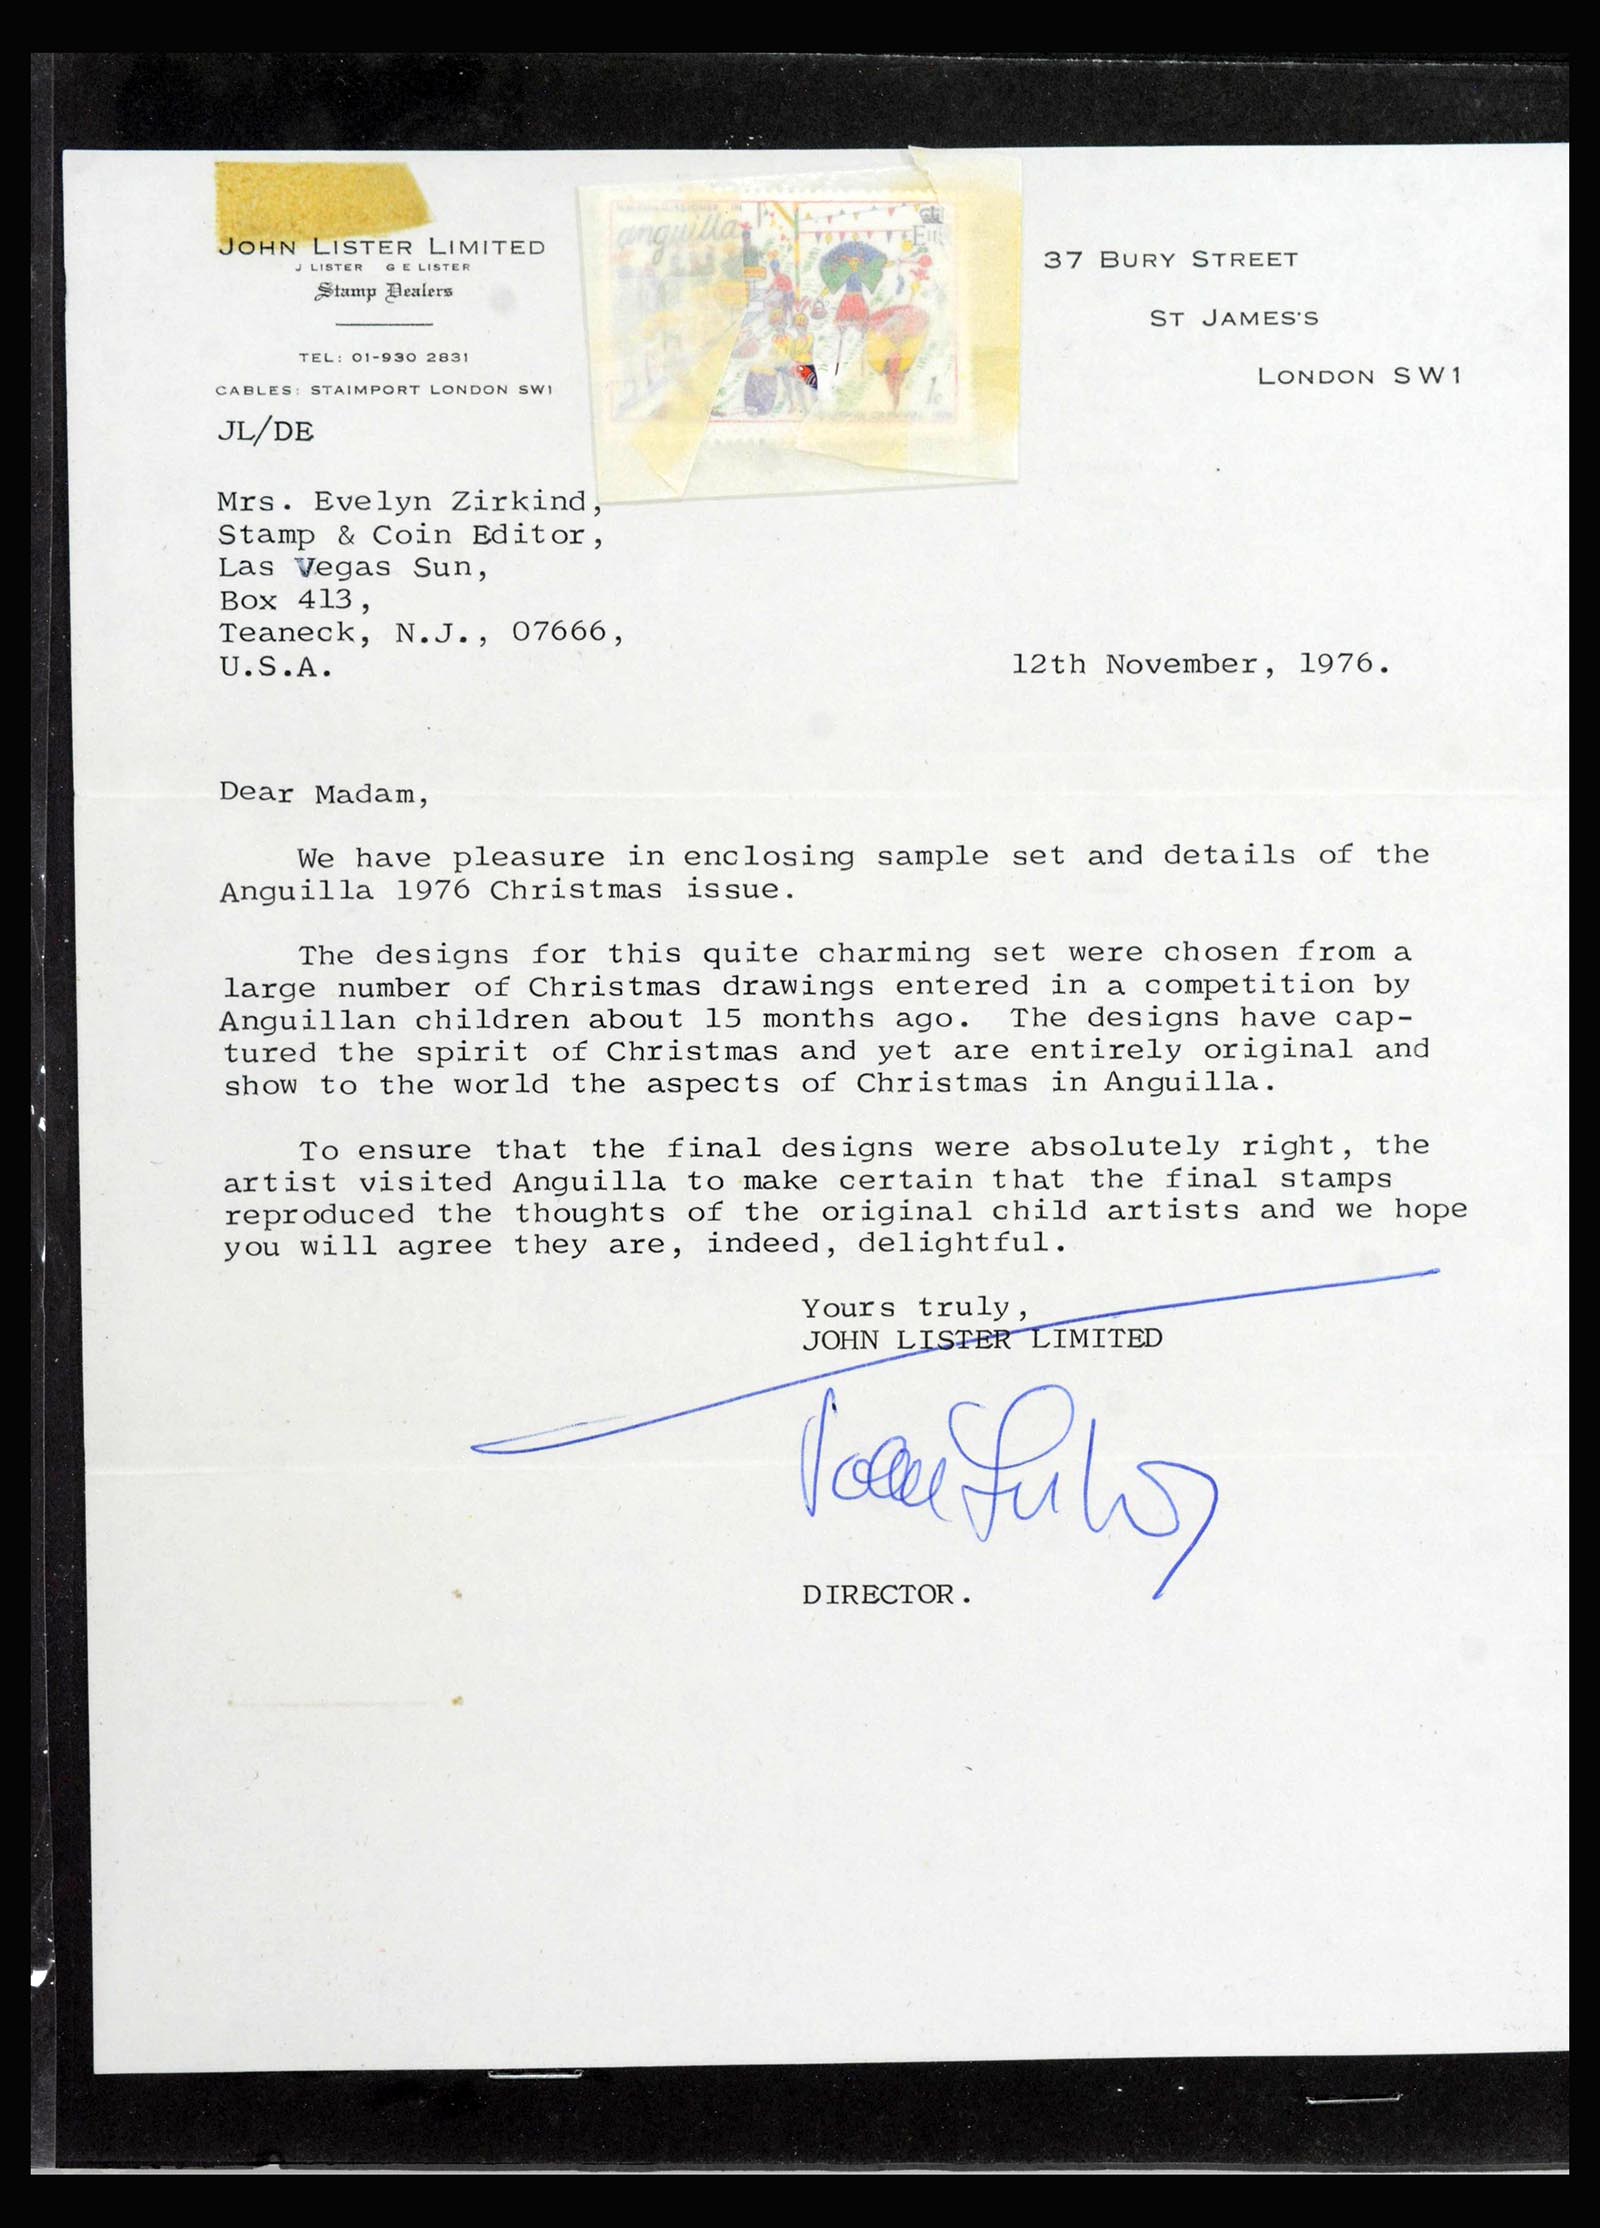 JOHN LISTER LIMITED
J LISTER G E LISTER
Stamp Dealers
TEL: 01-930 2831
CABLES: STAIMPORT LONDON SW1
anguilla
EIIR
1c
37 BURY STREET
ST JAMES'S
LONDON SW1
JL/DE
Mrs. Evelyn Zirkind,
Stamp & Coin Editor,
Las Vegas Sun,
Box 413,
Teaneck, N.J., 07666,
U.S.A.
12th November, 1976.
Dear Madam,
We have pleasure in enclosing sample set and details of the
Anguilla 1976 Christmas issue.
The designs for this quite charming set were chosen from a
large number of Christmas drawings entered in a competition by
Anguillan children about 15 months ago. The designs have cap-
tured the spirit of Christmas and yet are entirely original and
show to the world the aspects of Christmas in Anguilla.
To ensure that the final designs were absolutely right, the
artist visited Anguilla to make certain that the final stamps
reproduced the thoughts of the original child artists and we hope
you will agree they are, indeed, delightful.
Yours truly,
JOHN LISTER LIMITED
DIRECTOR.